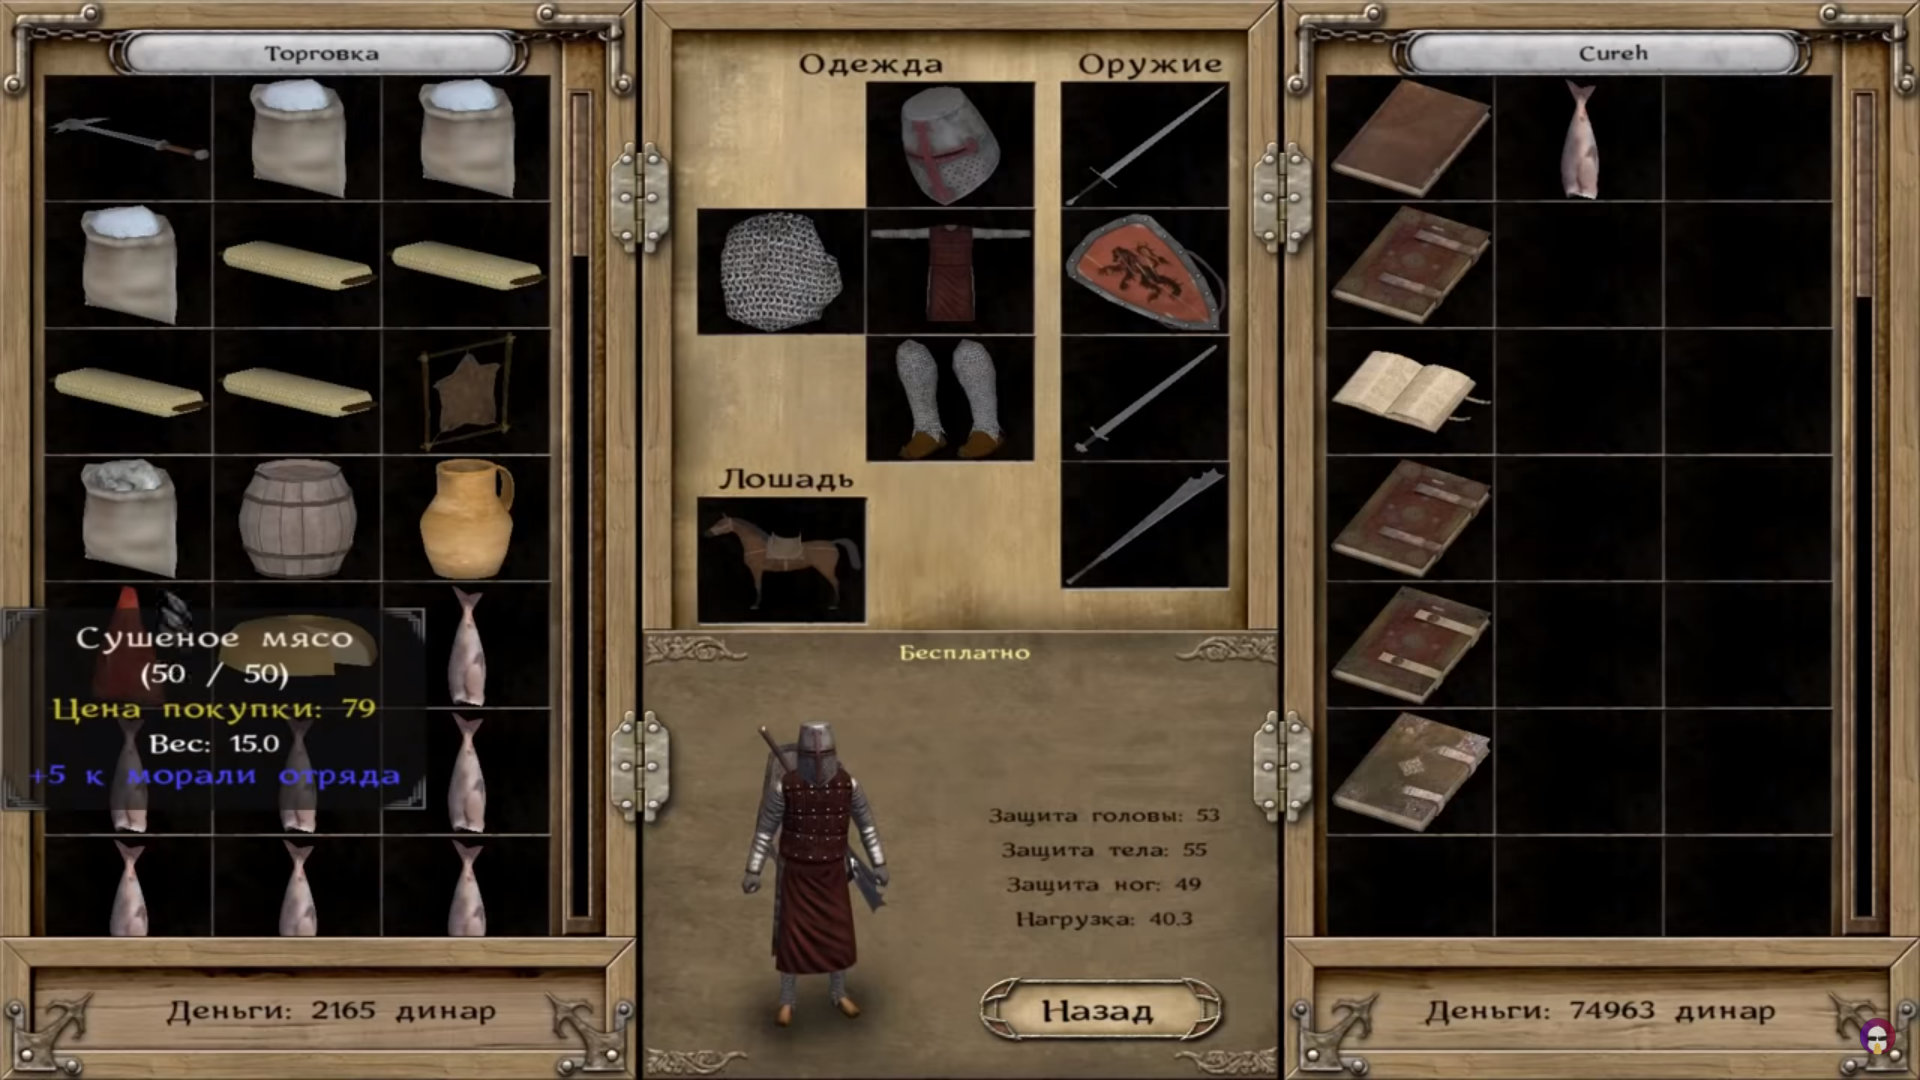 Торговка
Сушеное мясо
(50 / 50)
Цена покупки: 79
Вес: 15.0
+5 к морали отряда
Деньги: 2165 динар
Одежда
Оружие
Лошадь
Бесплатно
Защита головы: 53
Защита тела: 55
Защита ног: 49
Нагрузка: 40.3
Назад
Cureh
Деньги: 74963 динар